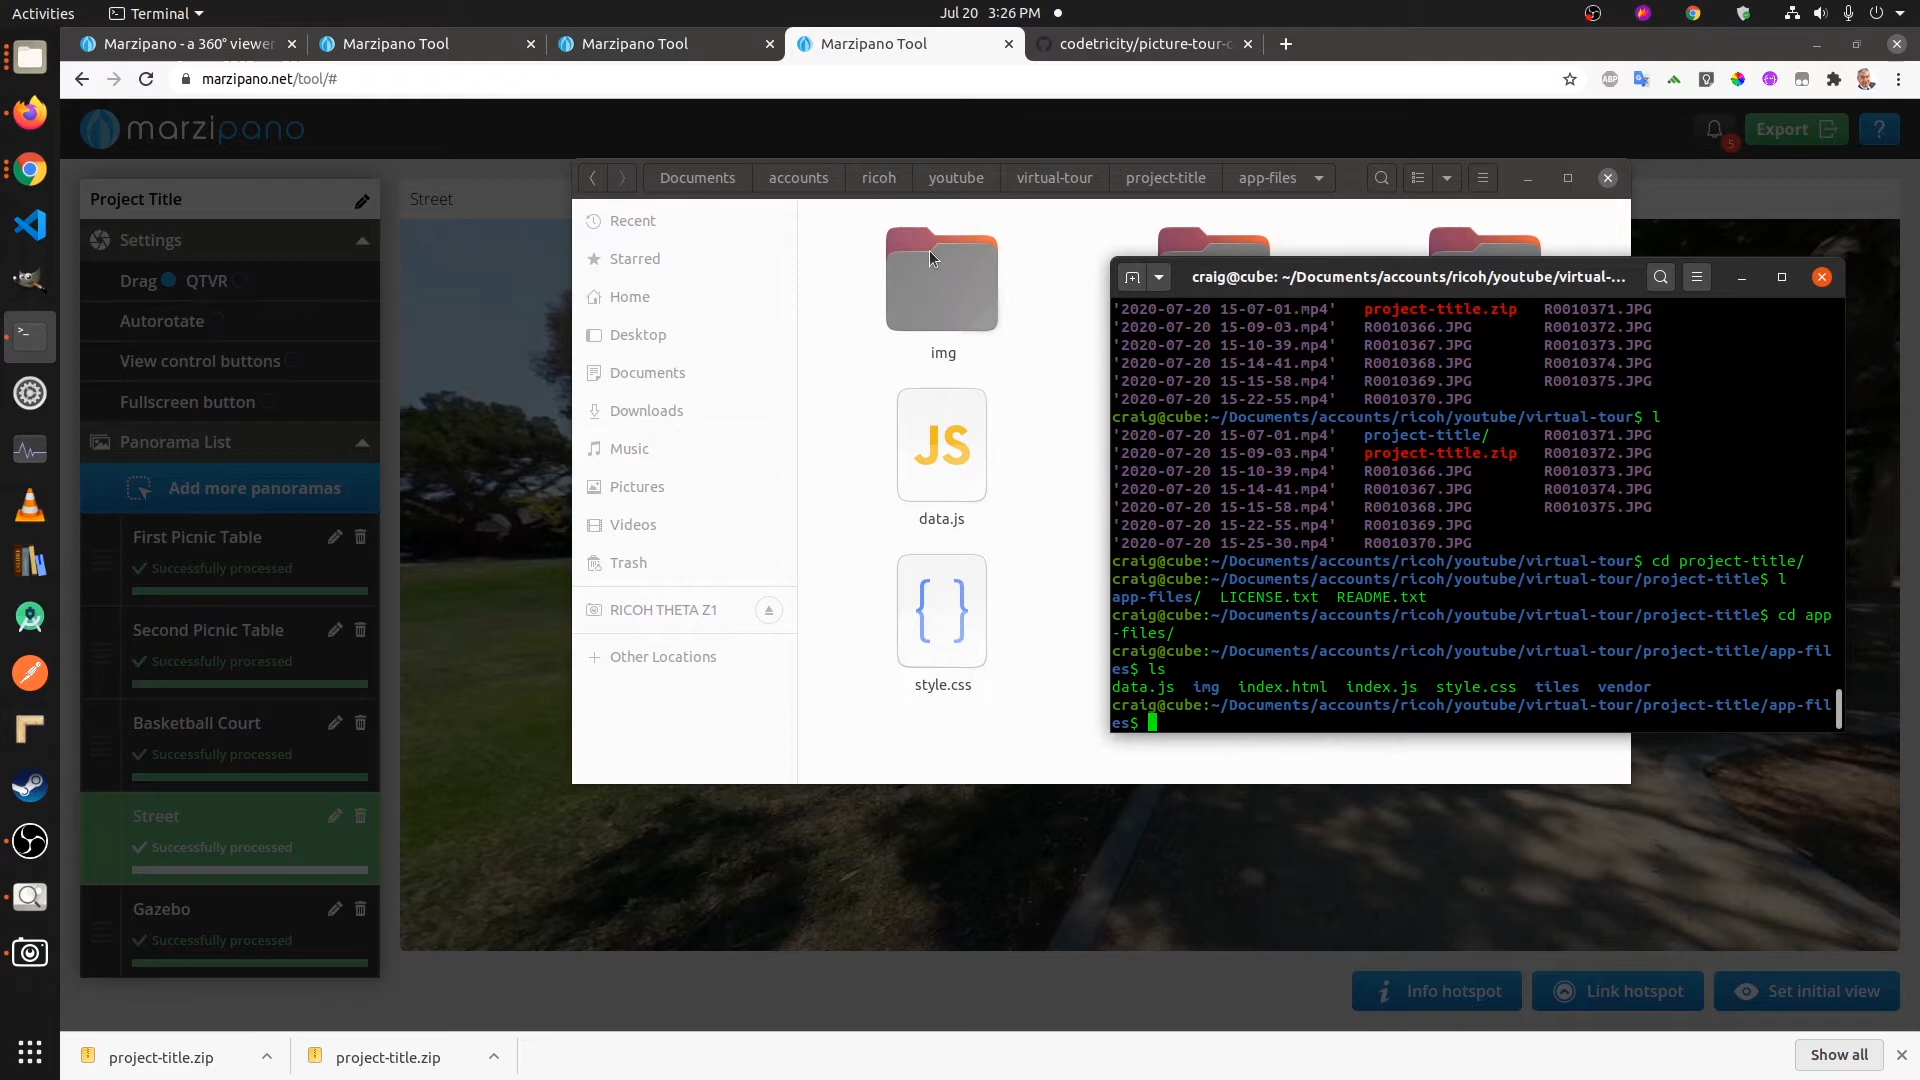 Activities
Terminal
Jul 20 3:26 PM
Marzipano - a 360° viewer
Marzipano Tool
Marzipano Tool
Marzipano Tool
codetricity/picture-tour-c
marzipano.net/tool/#
ABP
marzipano
5
Export
?
Project Title
Street
Settings
Drag QTVR
Autorotate
View control buttons
Fullscreen button
Panorama List
Add more panoramas
First Picnic Table
Successfully processed
Second Picnic Table
Successfully processed
Basketball Court
Successfully processed
Street
Successfully processed
Gazebo
Successfully processed
Documents
accounts
ricoh
youtube
virtual-tour
project-title
app-files
Recent
Starred
Home
Desktop
Documents
Downloads
Music
Pictures
Videos
Trash
RICOH THETA Z1
Other Locations
img
JS
data.js
{ }
style.css
craig@cube: ~/Documents/accounts/ricoh/youtube/virtual-...
'2020-07-20 15-07-01.mp4' project-title.zip R0010371.JPG
'2020-07-20 15-09-03.mp4' R0010366.JPG R0010372.JPG
'2020-07-20 15-10-39.mp4' R0010367.JPG R0010373.JPG
'2020-07-20 15-14-41.mp4' R0010368.JPG R0010374.JPG
'2020-07-20 15-15-58.mp4' R0010369.JPG R0010375.JPG
'2020-07-20 15-22-55.mp4' R0010370.JPG
craig@cube:~/Documents/accounts/ricoh/youtube/virtual-tour$ l
'2020-07-20 15-07-01.mp4' project-title/ R0010371.JPG
'2020-07-20 15-09-03.mp4' project-title.zip R0010372.JPG
'2020-07-20 15-10-39.mp4' R0010366.JPG R0010373.JPG
'2020-07-20 15-14-41.mp4' R0010367.JPG R0010374.JPG
'2020-07-20 15-15-58.mp4' R0010368.JPG R0010375.JPG
'2020-07-20 15-22-55.mp4' R0010369.JPG
'2020-07-20 15-25-30.mp4' R0010370.JPG
craig@cube:~/Documents/accounts/ricoh/youtube/virtual-tour$ cd project-title/
craig@cube:~/Documents/accounts/ricoh/youtube/virtual-tour/project-title$ l
app-files/ LICENSE.txt README.txt
craig@cube:~/Documents/accounts/ricoh/youtube/virtual-tour/project-title$ cd app
-files/
craig@cube:~/Documents/accounts/ricoh/youtube/virtual-tour/project-title/app-fil
es$ ls
data.js img index.html index.js style.css tiles vendor
craig@cube:~/Documents/accounts/ricoh/youtube/virtual-tour/project-title/app-fil
es$
Info hotspot
Link hotspot
Set initial view
project-title.zip
project-title.zip
Show all